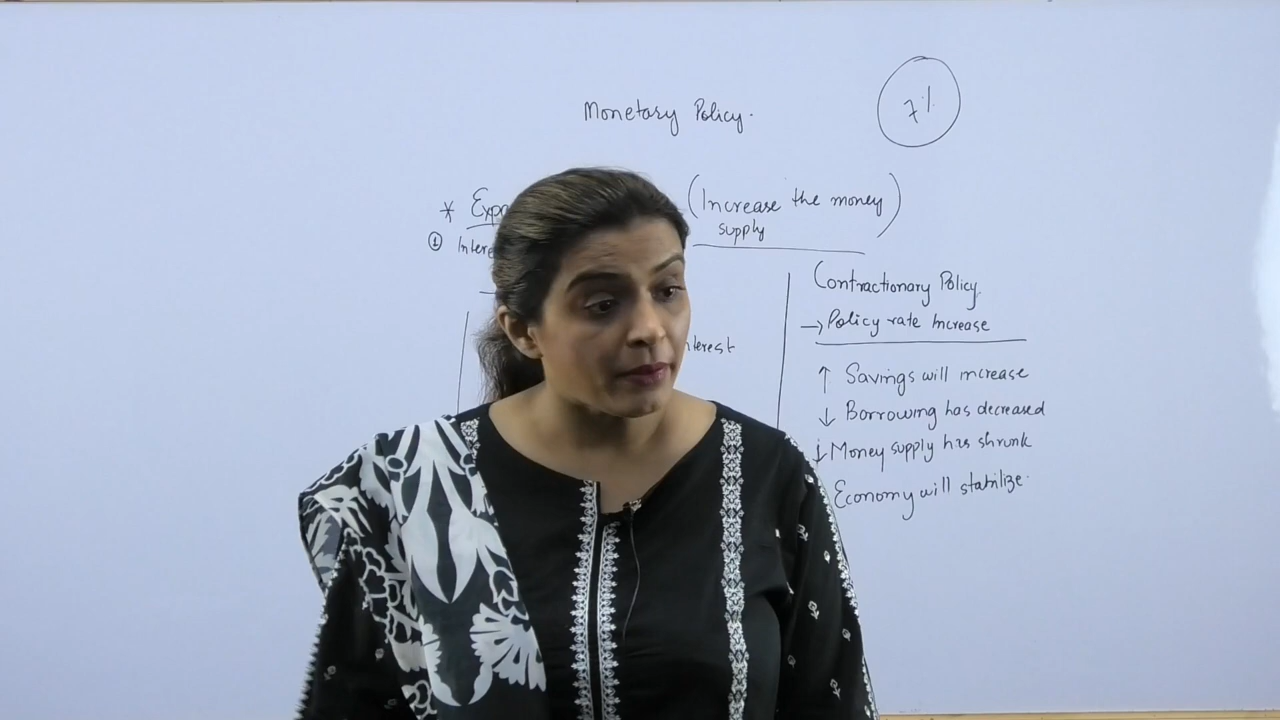 Monetary Policy.
7%
* (Increase the money
supply)
①
Contractionary Policy.
→ Policy rate increase
↑ Savings will increase
↓ Borrowing has decreased
↓ Money supply has shrunk
Economy will stabilize.